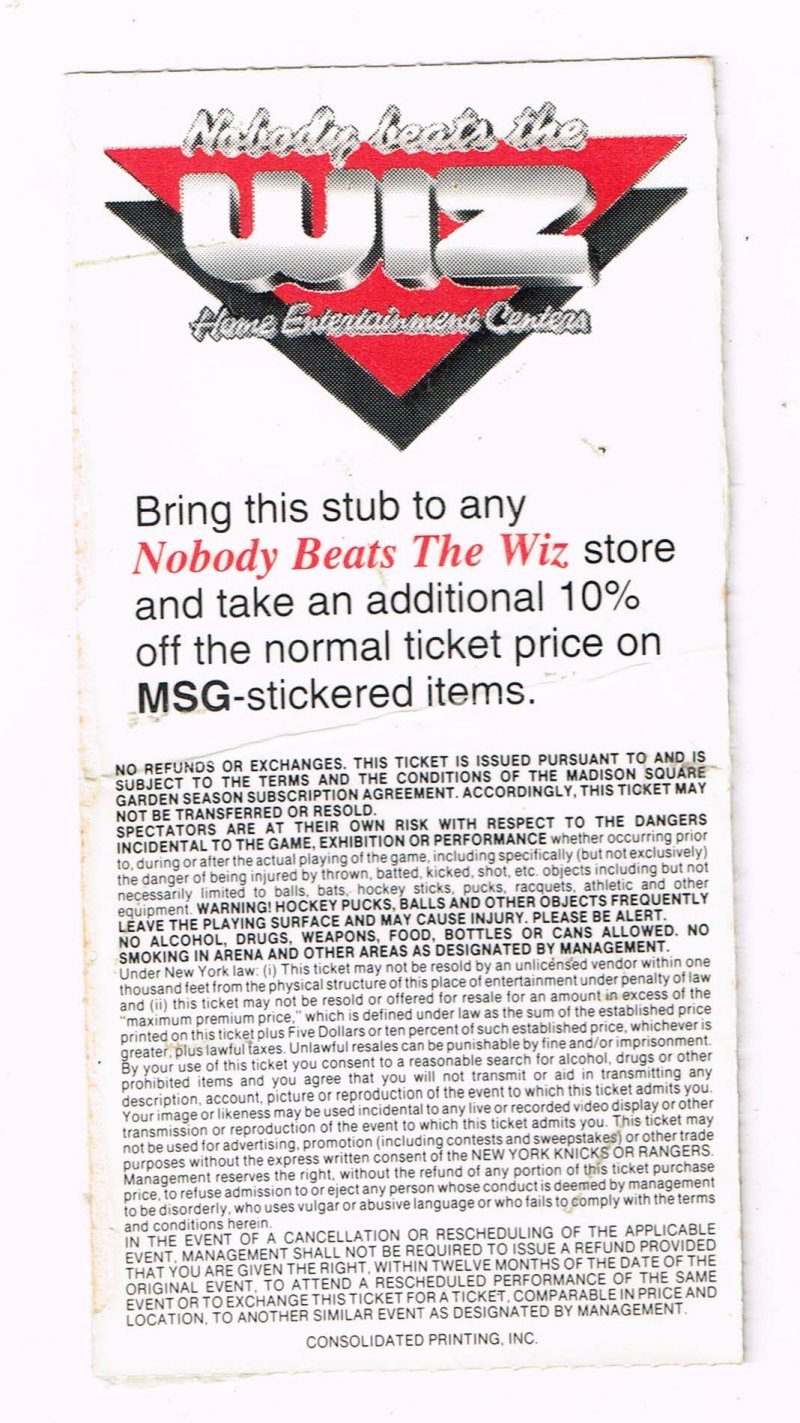 Nobody beats the
WIZ
Home Entertainment Centers
Bring this stub to any
Nobody Beats The Wiz store
and take an additional 10%
off the normal ticket price on
MSG-stickered items.
NO REFUNDS OR EXCHANGES. THIS TICKET IS ISSUED PURSUANT TO AND IS
SUBJECT TO THE TERMS AND THE CONDITIONS OF THE MADISON SQUARE
GARDEN SEASON SUBSCRIPTION AGREEMENT. ACCORDINGLY, THIS TICKET MAY
NOT BE TRANSFERRED OR RESOLD.
SPECTATORS ARE AT THEIR OWN RISK WITH RESPECT TO THE DANGERS
INCIDENTAL TO THE GAME, EXHIBITION OR PERFORMANCE whether occurring prior
to, during or after the actual playing of the game, including specifically (but not exclusively)
the danger of being injured by thrown, batted, kicked, shot, etc. objects including but not
necessarily limited to balls, bats, hockey sticks, pucks, racquets, athletic and other
equipment. WARNING! HOCKEY PUCKS, BALLS AND OTHER OBJECTS FREQUENTLY
LEAVE THE PLAYING SURFACE AND MAY CAUSE INJURY. PLEASE BE ALERT.
NO ALCOHOL, DRUGS, WEAPONS, FOOD, BOTTLES OR CANS ALLOWED. NO
SMOKING IN ARENA AND OTHER AREAS AS DESIGNATED BY MANAGEMENT.
Under New York law: (i) This ticket may not be resold by an unlicensed vendor within one
thousand feet from the physical structure of this place of entertainment under penalty of law
and (ii) this ticket may not be resold or offered for resale for an amount in excess of the
"maximum premium price," which is defined under law as the sum of the established price
printed on this ticket plus Five Dollars or ten percent of such established price, whichever is
greater, plus lawful taxes. Unlawful resales can be punishable by fine and/or imprisonment.
By your use of this ticket you consent to a reasonable search for alcohol, drugs or other
prohibited items and you agree that you will not transmit or aid in transmitting any
description, account, picture or reproduction of the event to which this ticket admits you.
Your image or likeness may be used incidental to any live or recorded video display or other
transmission or reproduction of the event to which this ticket admits you. This ticket may
not be used for advertising, promotion (including contests and sweepstakes) or other trade
purposes without the express written consent of the NEW YORK KNICKS OR RANGERS.
Management reserves the right, without the refund of any portion of this ticket purchase
price, to refuse admission to or eject any person whose conduct is deemed by management
to be disorderly, who uses vulgar or abusive language or who fails to comply with the terms
and conditions herein.
IN THE EVENT OF A CANCELLATION OR RESCHEDULING OF THE APPLICABLE
EVENT, MANAGEMENT SHALL NOT BE REQUIRED TO ISSUE A REFUND PROVIDED
THAT YOU ARE GIVEN THE RIGHT, WITHIN TWELVE MONTHS OF THE DATE OF THE
ORIGINAL EVENT, TO ATTEND A RESCHEDULED PERFORMANCE OF THE SAME
EVENT OR TO EXCHANGE THIS TICKET FOR A TICKET, COMPARABLE IN PRICE AND
LOCATION, TO ANOTHER SIMILAR EVENT AS DESIGNATED BY MANAGEMENT.
CONSOLIDATED PRINTING, INC.